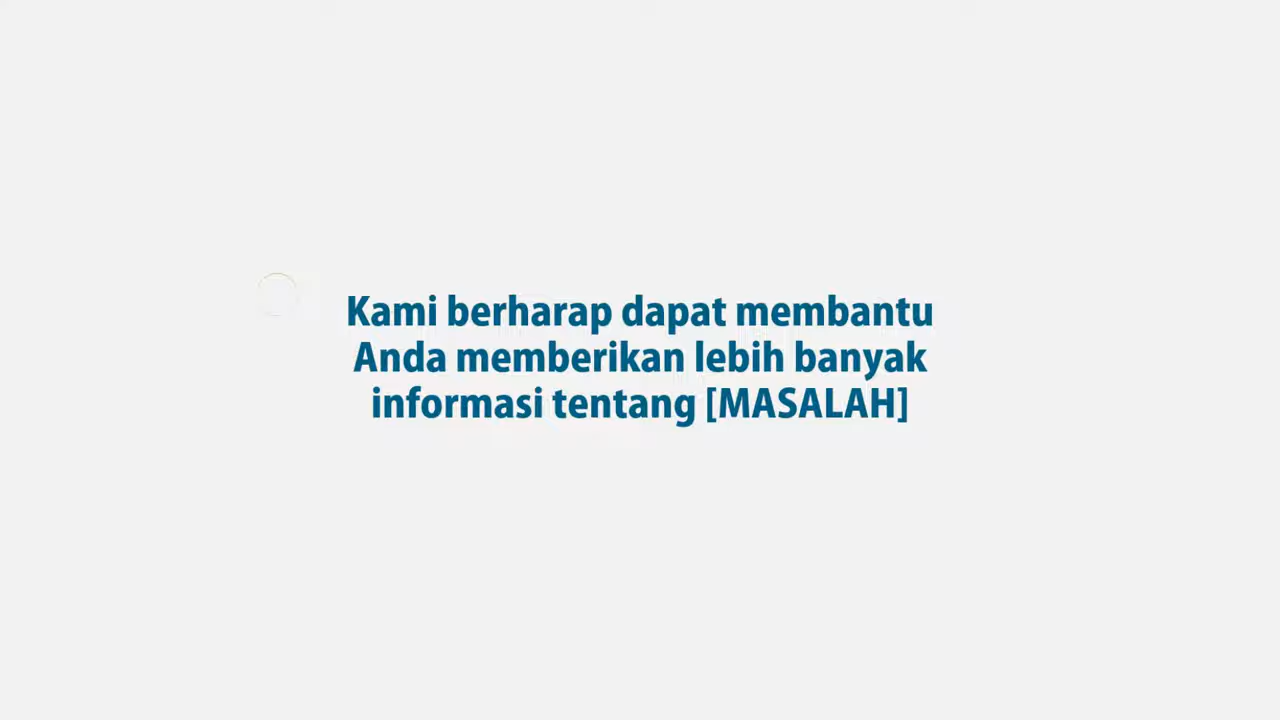 Kami berharap dapat membantu
Anda memberikan lebih banyak
informasi tentang [MASALAH]